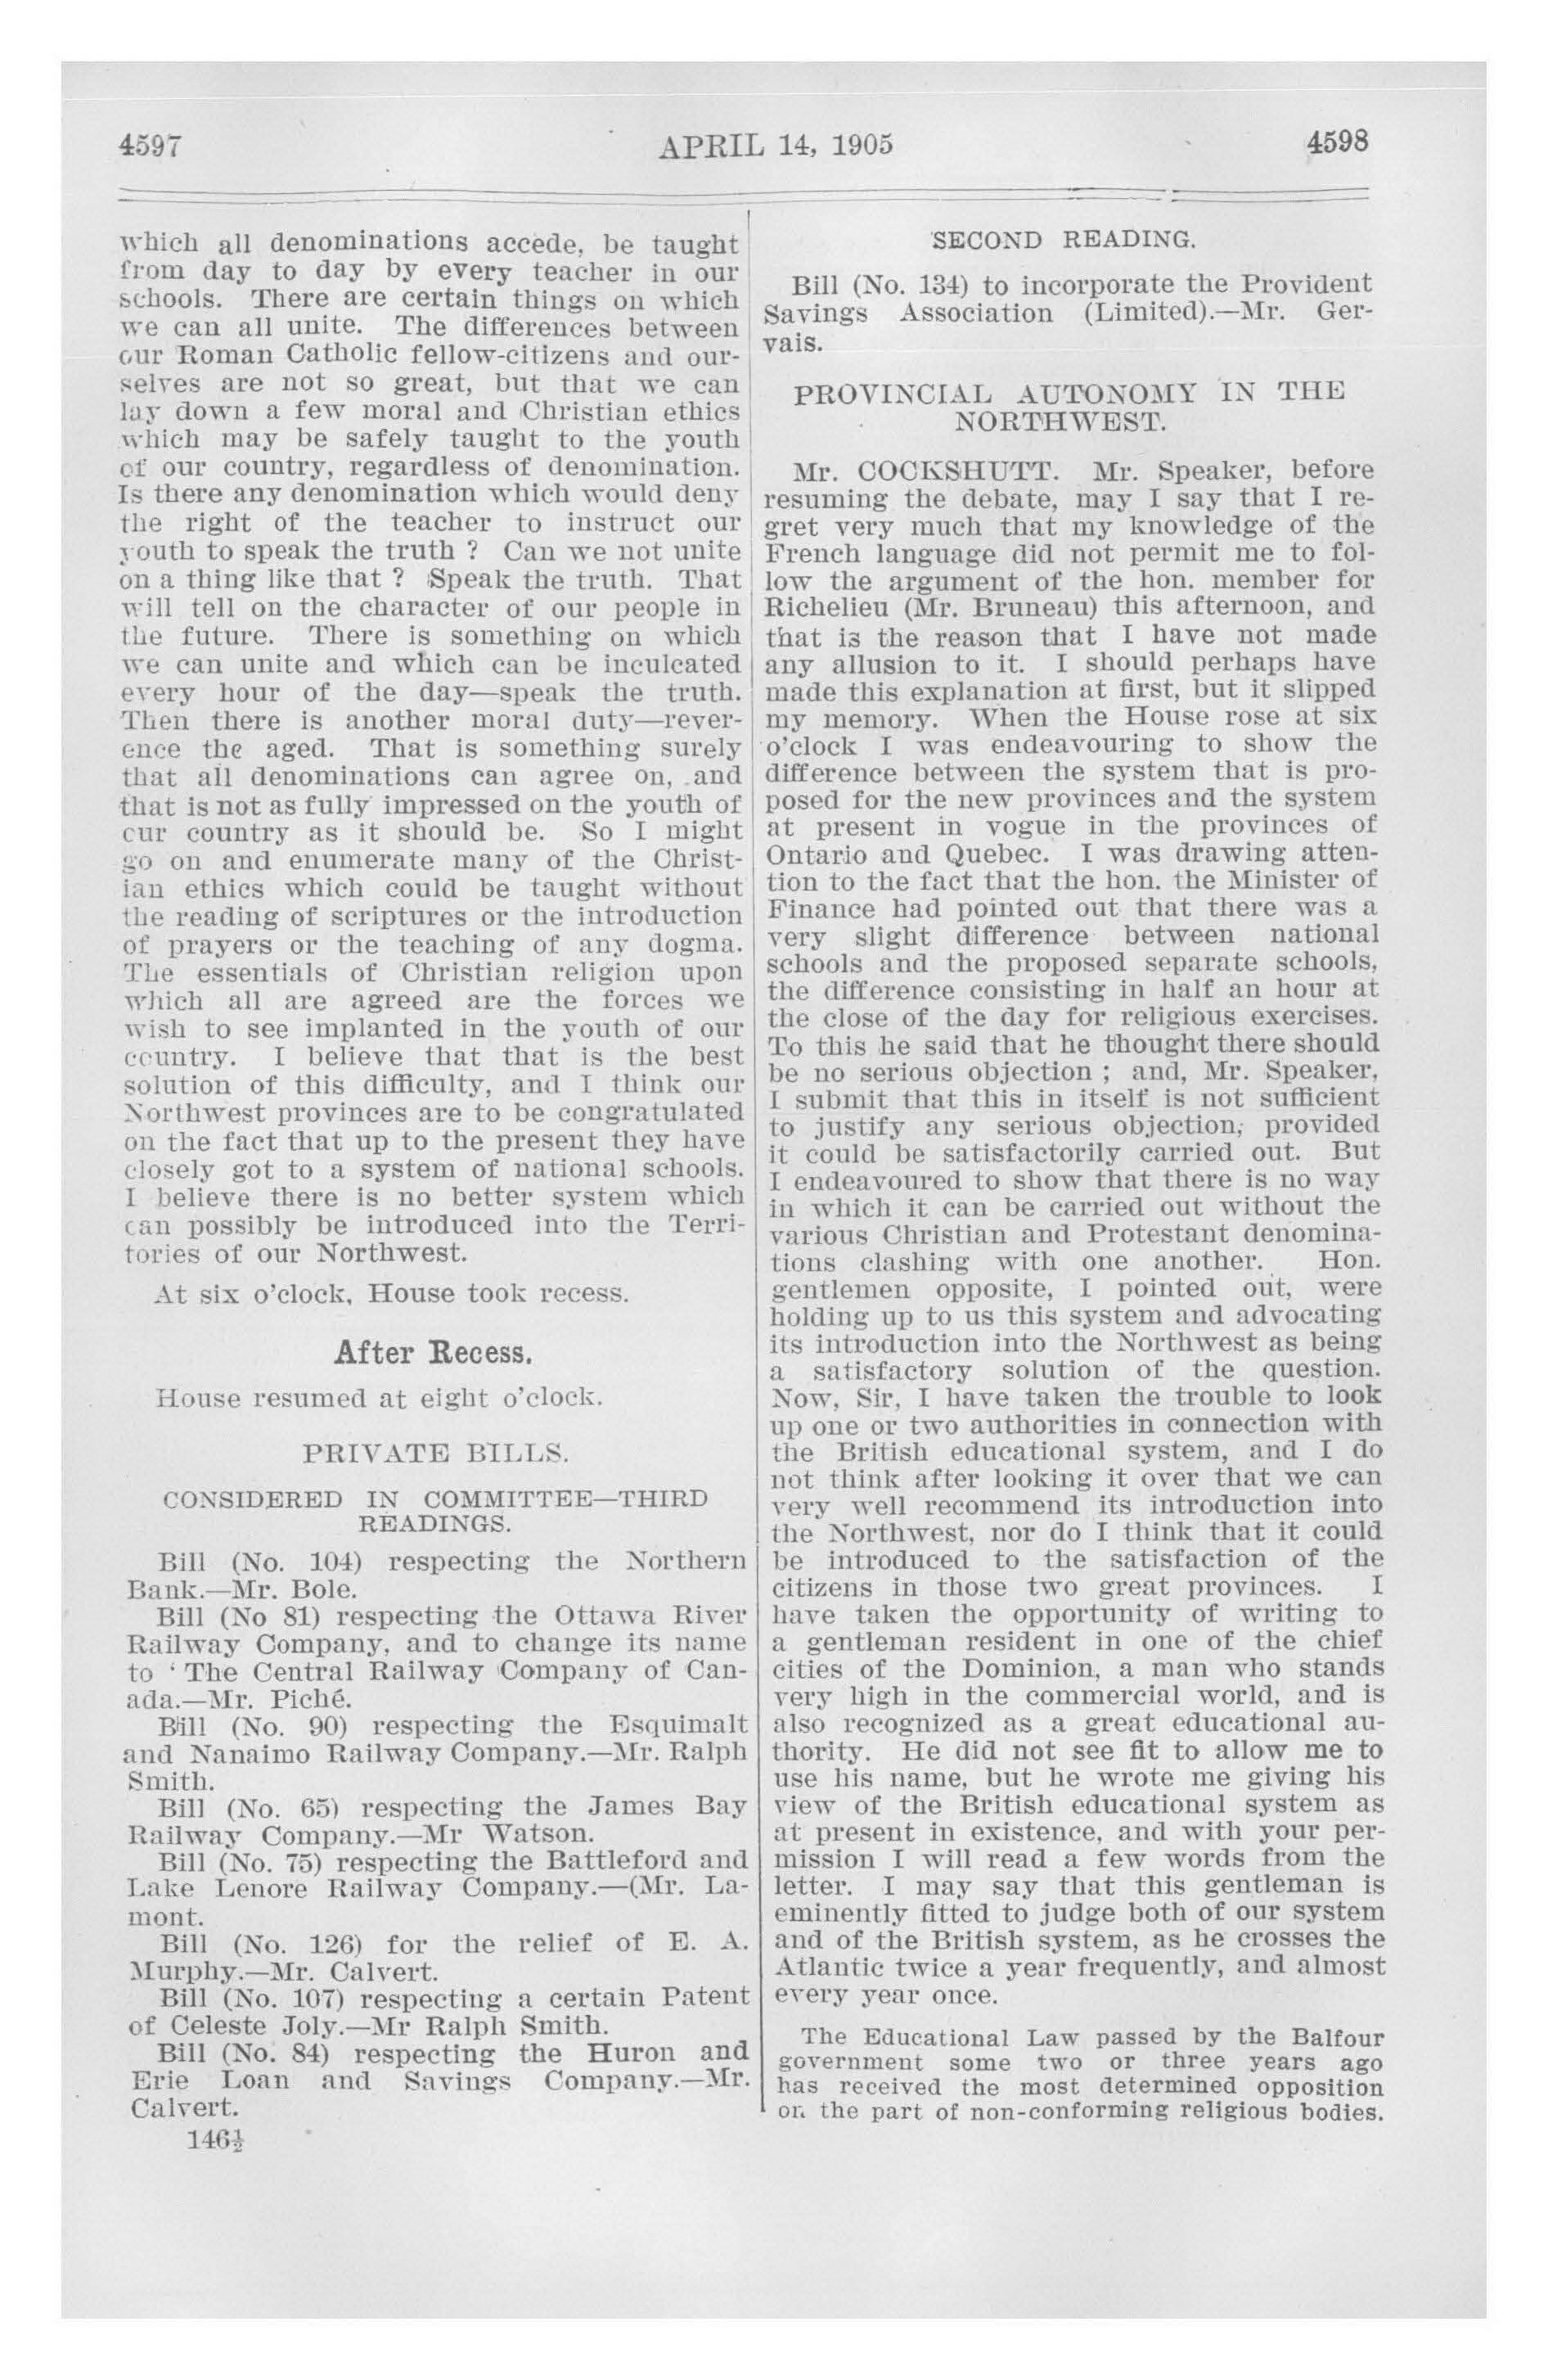 4597
APRIL 14, 1905
4598
which all denominations accede, be taught
from day to day by every teacher in our
schools. There are certain things on which
we can all unite. The differences between
our Roman Catholic fellow-citizens and our-
selves are not so great, but that we can
lay down a few moral and Christian ethics
which may be safely taught to the youth
of our country, regardless of denomination.
Is there any denomination which would deny
the right of the teacher to instruct our
youth to speak the truth ? Can we not unite
on a thing like that ? Speak the truth. That
will tell on the character of our people in
the future. There is something on which
we can unite and which can be inculcated
every hour of the day—speak the truth.
Then there is another moral duty—rever-
ence the aged. That is something surely
that all denominations can agree on, and
that is not as fully impressed on the youth of
our country as it should be. So I might
go on and enumerate many of the Christ-
ian ethics which could be taught without
the reading of scriptures or the introduction
of prayers or the teaching of any dogma.
The essentials of Christian religion upon
which all are agreed are the forces we
wish to see implanted in the youth of our
country. I believe that that is the best
solution of this difficulty, and I think our
Northwest provinces are to be congratulated
on the fact that up to the present they have
closely got to a system of national schools.
I believe there is no better system which
can possibly be introduced into the Terri-
tories of our Northwest.
At six o'clock, House took recess.
After Recess.
House resumed at eight o'clock.
PRIVATE BILLS.
CONSIDERED IN COMMITTEE—THIRD
READINGS.
Bill (No. 104) respecting the Northern
Bank.—Mr. Bole.
Bill (No 81) respecting the Ottawa River
Railway Company, and to change its name
to ‘ The Central Railway Company of Can-
ada.—Mr. Piché.
Bill (No. 90) respecting the Esquimalt
and Nanaimo Railway Company.—Mr. Ralph
Smith.
Bill (No. 65) respecting the James Bay
Railway Company.—Mr Watson.
Bill (No. 75) respecting the Battleford and
Lake Lenore Railway Company.—(Mr. La-
mont.
Bill (No. 126) for the relief of E. A.
Murphy.—Mr. Calvert.
Bill (No. 107) respecting a certain Patent
of Celeste Joly.—Mr Ralph Smith.
Bill (No. 84) respecting the Huron and
Erie Loan and Savings Company.—Mr.
Calvert.
146½
SECOND READING.
Bill (No. 134) to incorporate the Provident
Savings Association (Limited).—Mr. Ger-
vais.
PROVINCIAL AUTONOMY IN THE
NORTHWEST.
Mr. COCKSHUTT. Mr. Speaker, before
resuming the debate, may I say that I re-
gret very much that my knowledge of the
French language did not permit me to fol-
low the argument of the hon. member for
Richelieu (Mr. Bruneau) this afternoon, and
that is the reason that I have not made
any allusion to it. I should perhaps have
made this explanation at first, but it slipped
my memory. When the House rose at six
o'clock I was endeavouring to show the
difference between the system that is pro-
posed for the new provinces and the system
at present in vogue in the provinces of
Ontario and Quebec. I was drawing atten-
tion to the fact that the hon. the Minister of
Finance had pointed out that there was a
very slight difference between national
schools and the proposed separate schools,
the difference consisting in half an hour at
the close of the day for religious exercises.
To this he said that he thought there should
be no serious objection ; and, Mr. Speaker,
I submit that this in itself is not sufficient
to justify any serious objection, provided
it could be satisfactorily carried out. But
I endeavoured to show that there is no way
in which it can be carried out without the
various Christian and Protestant denomina-
tions clashing with one another. Hon.
gentlemen opposite, I pointed out, were
holding up to us this system and advocating
its introduction into the Northwest as being
a satisfactory solution of the question.
Now, Sir, I have taken the trouble to look
up one or two authorities in connection with
the British educational system, and I do
not think after looking it over that we can
very well recommend its introduction into
the Northwest, nor do I think that it could
be introduced to the satisfaction of the
citizens in those two great provinces. I
have taken the opportunity of writing to
a gentleman resident in one of the chief
cities of the Dominion, a man who stands
very high in the commercial world, and is
also recognized as a great educational au-
thority. He did not see fit to allow me to
use his name, but he wrote me giving his
view of the British educational system as
at present in existence, and with your per-
mission I will read a few words from the
letter. I may say that this gentleman is
eminently fitted to judge both of our system
and of the British system, as he crosses the
Atlantic twice a year frequently, and almost
every year once.
The Educational Law passed by the Balfour
government some two or three years ago
has received the most determined opposition
on the part of non-conforming religious bodies.